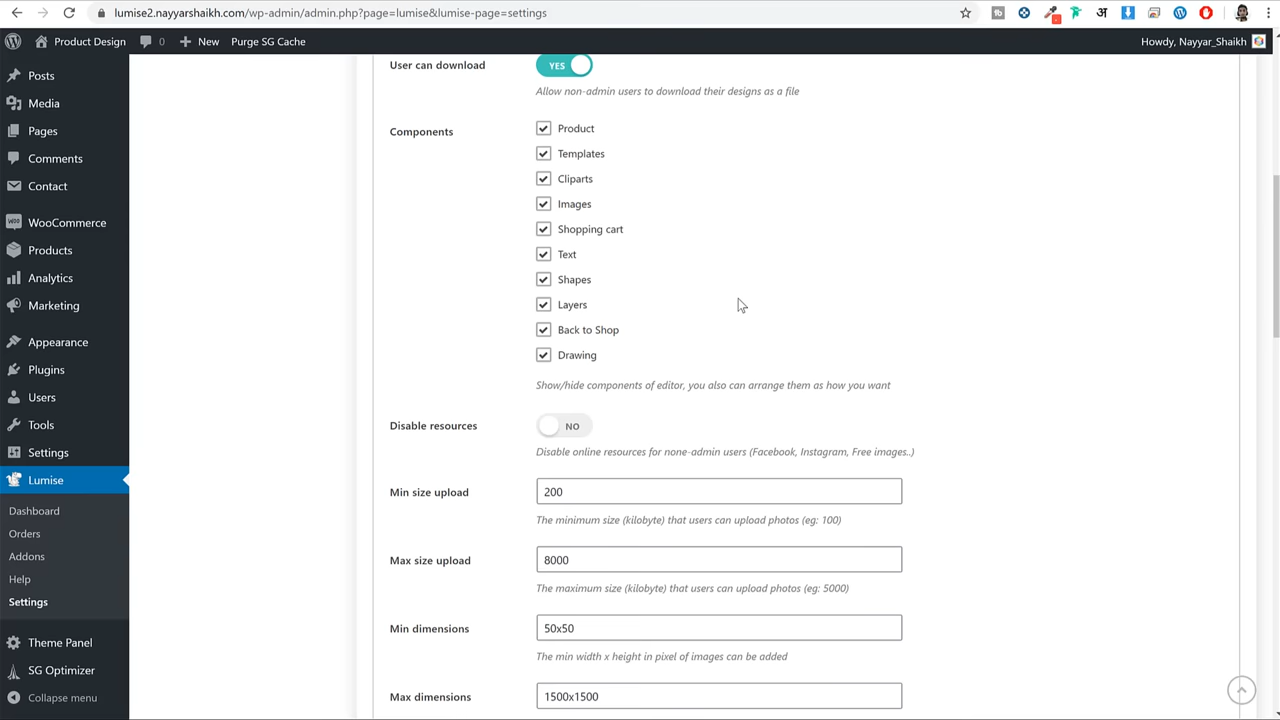 lumise2.nayyarshaikh.com/wp-admin/admin.php?page=lumise&lumise-page=settings
Product Design
0
New
Purge SG Cache
Howdy, Nayyar_Shaikh
Posts
Media
Pages
Comments
Contact
WooCommerce
Products
Analytics
Marketing
Appearance
Plugins
Users
Tools
Settings
Lumise
Dashboard
Orders
Addons
Help
Settings
Theme Panel
SG Optimizer
Collapse menu
User can download
YES
Allow non-admin users to download their designs as a file
Components
Product
Templates
Cliparts
Images
Shopping cart
Text
Shapes
Layers
Back to Shop
Drawing
Show/hide components of editor, you also can arrange them as how you want
Disable resources
NO
Disable online resources for none-admin users (Facebook, Instagram, Free images..)
Min size upload
200
The minimum size (kilobyte) that users can upload photos (eg: 100)
Max size upload
8000
The maximum size (kilobyte) that users can upload photos (eg: 5000)
Min dimensions
50x50
The min width x height in pixel of images can be added
Max dimensions
1500x1500